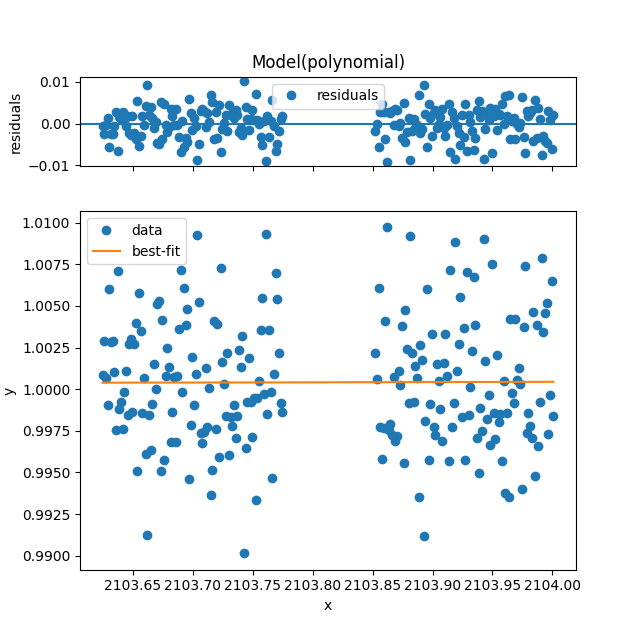 Model(polynomial)
0.01
0.00
−0.01
residuals
residuals
1.0100
1.0075
1.0050
1.0025
1.0000
0.9975
0.9950
0.9925
0.9900
y
data
best-fit
2103.65 2103.70 2103.75 2103.80 2103.85 2103.90 2103.95 2104.00
x